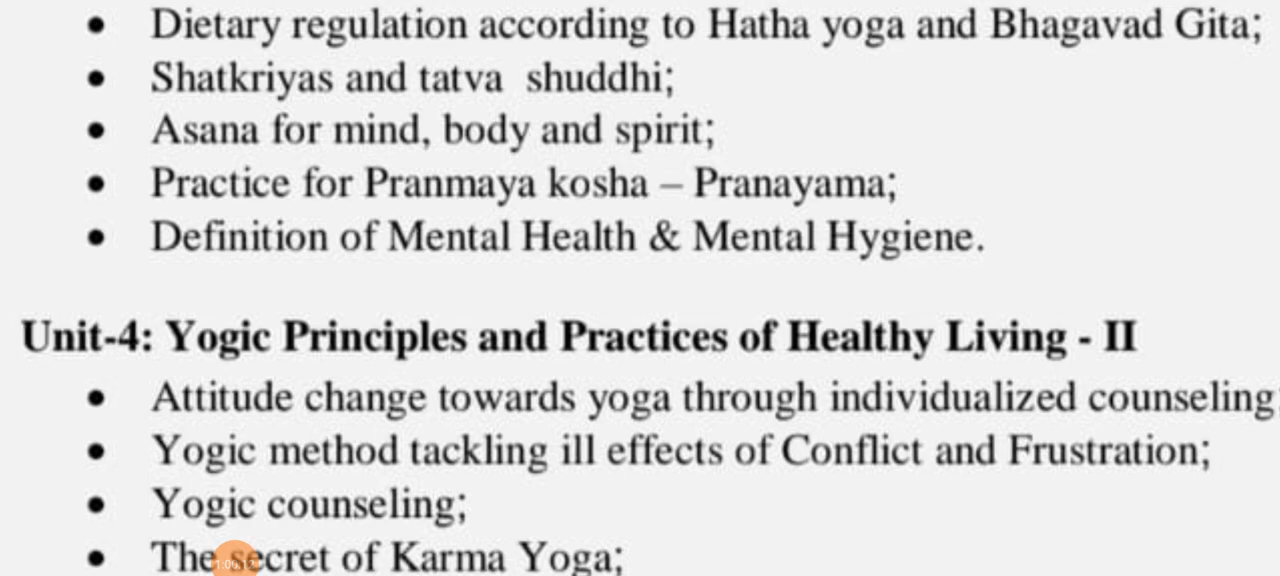 • Dietary regulation according to Hatha yoga and Bhagavad Gita;
• Shatkriyas and tatva  shuddhi;
• Asana for mind, body and spirit;
• Practice for Pranmaya kosha – Pranayama;
• Definition of Mental Health & Mental Hygiene.
Unit-4: Yogic Principles and Practices of Healthy Living - II
• Attitude change towards yoga through individualized counseling;
• Yogic method tackling ill effects of Conflict and Frustration;
• Yogic counseling;
• The secret of Karma Yoga;